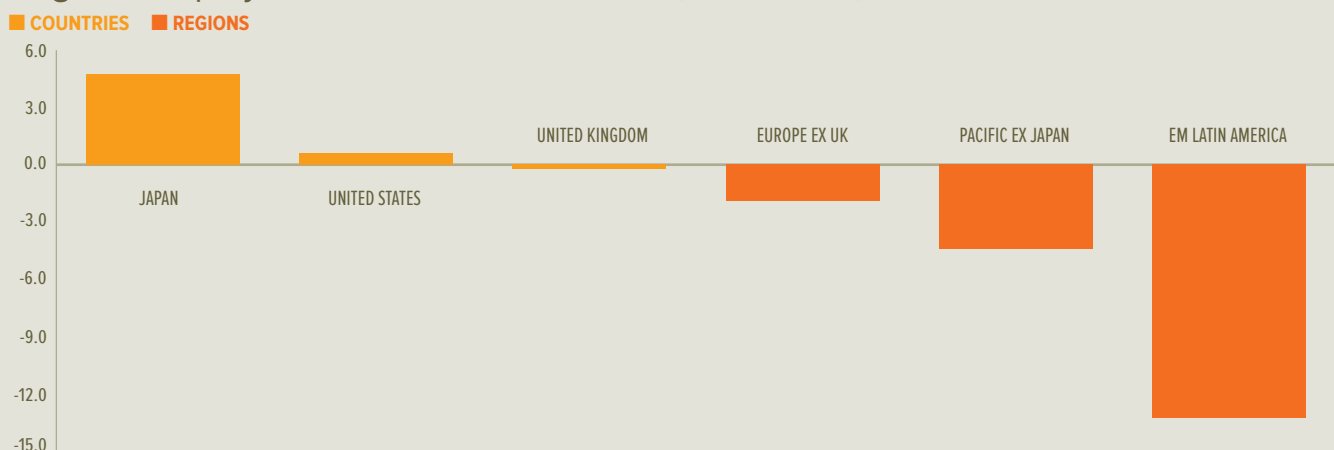 COUNTRIES REGIONS
6.0
3.0
UNITED KINGDOM EUROPE EX UK PACIFIC EX JAPAN EM LATIN AMERICA
0.0
JAPAN UNITED STATES
-3.0
-6.0
-9.0
-12.0
-15.0